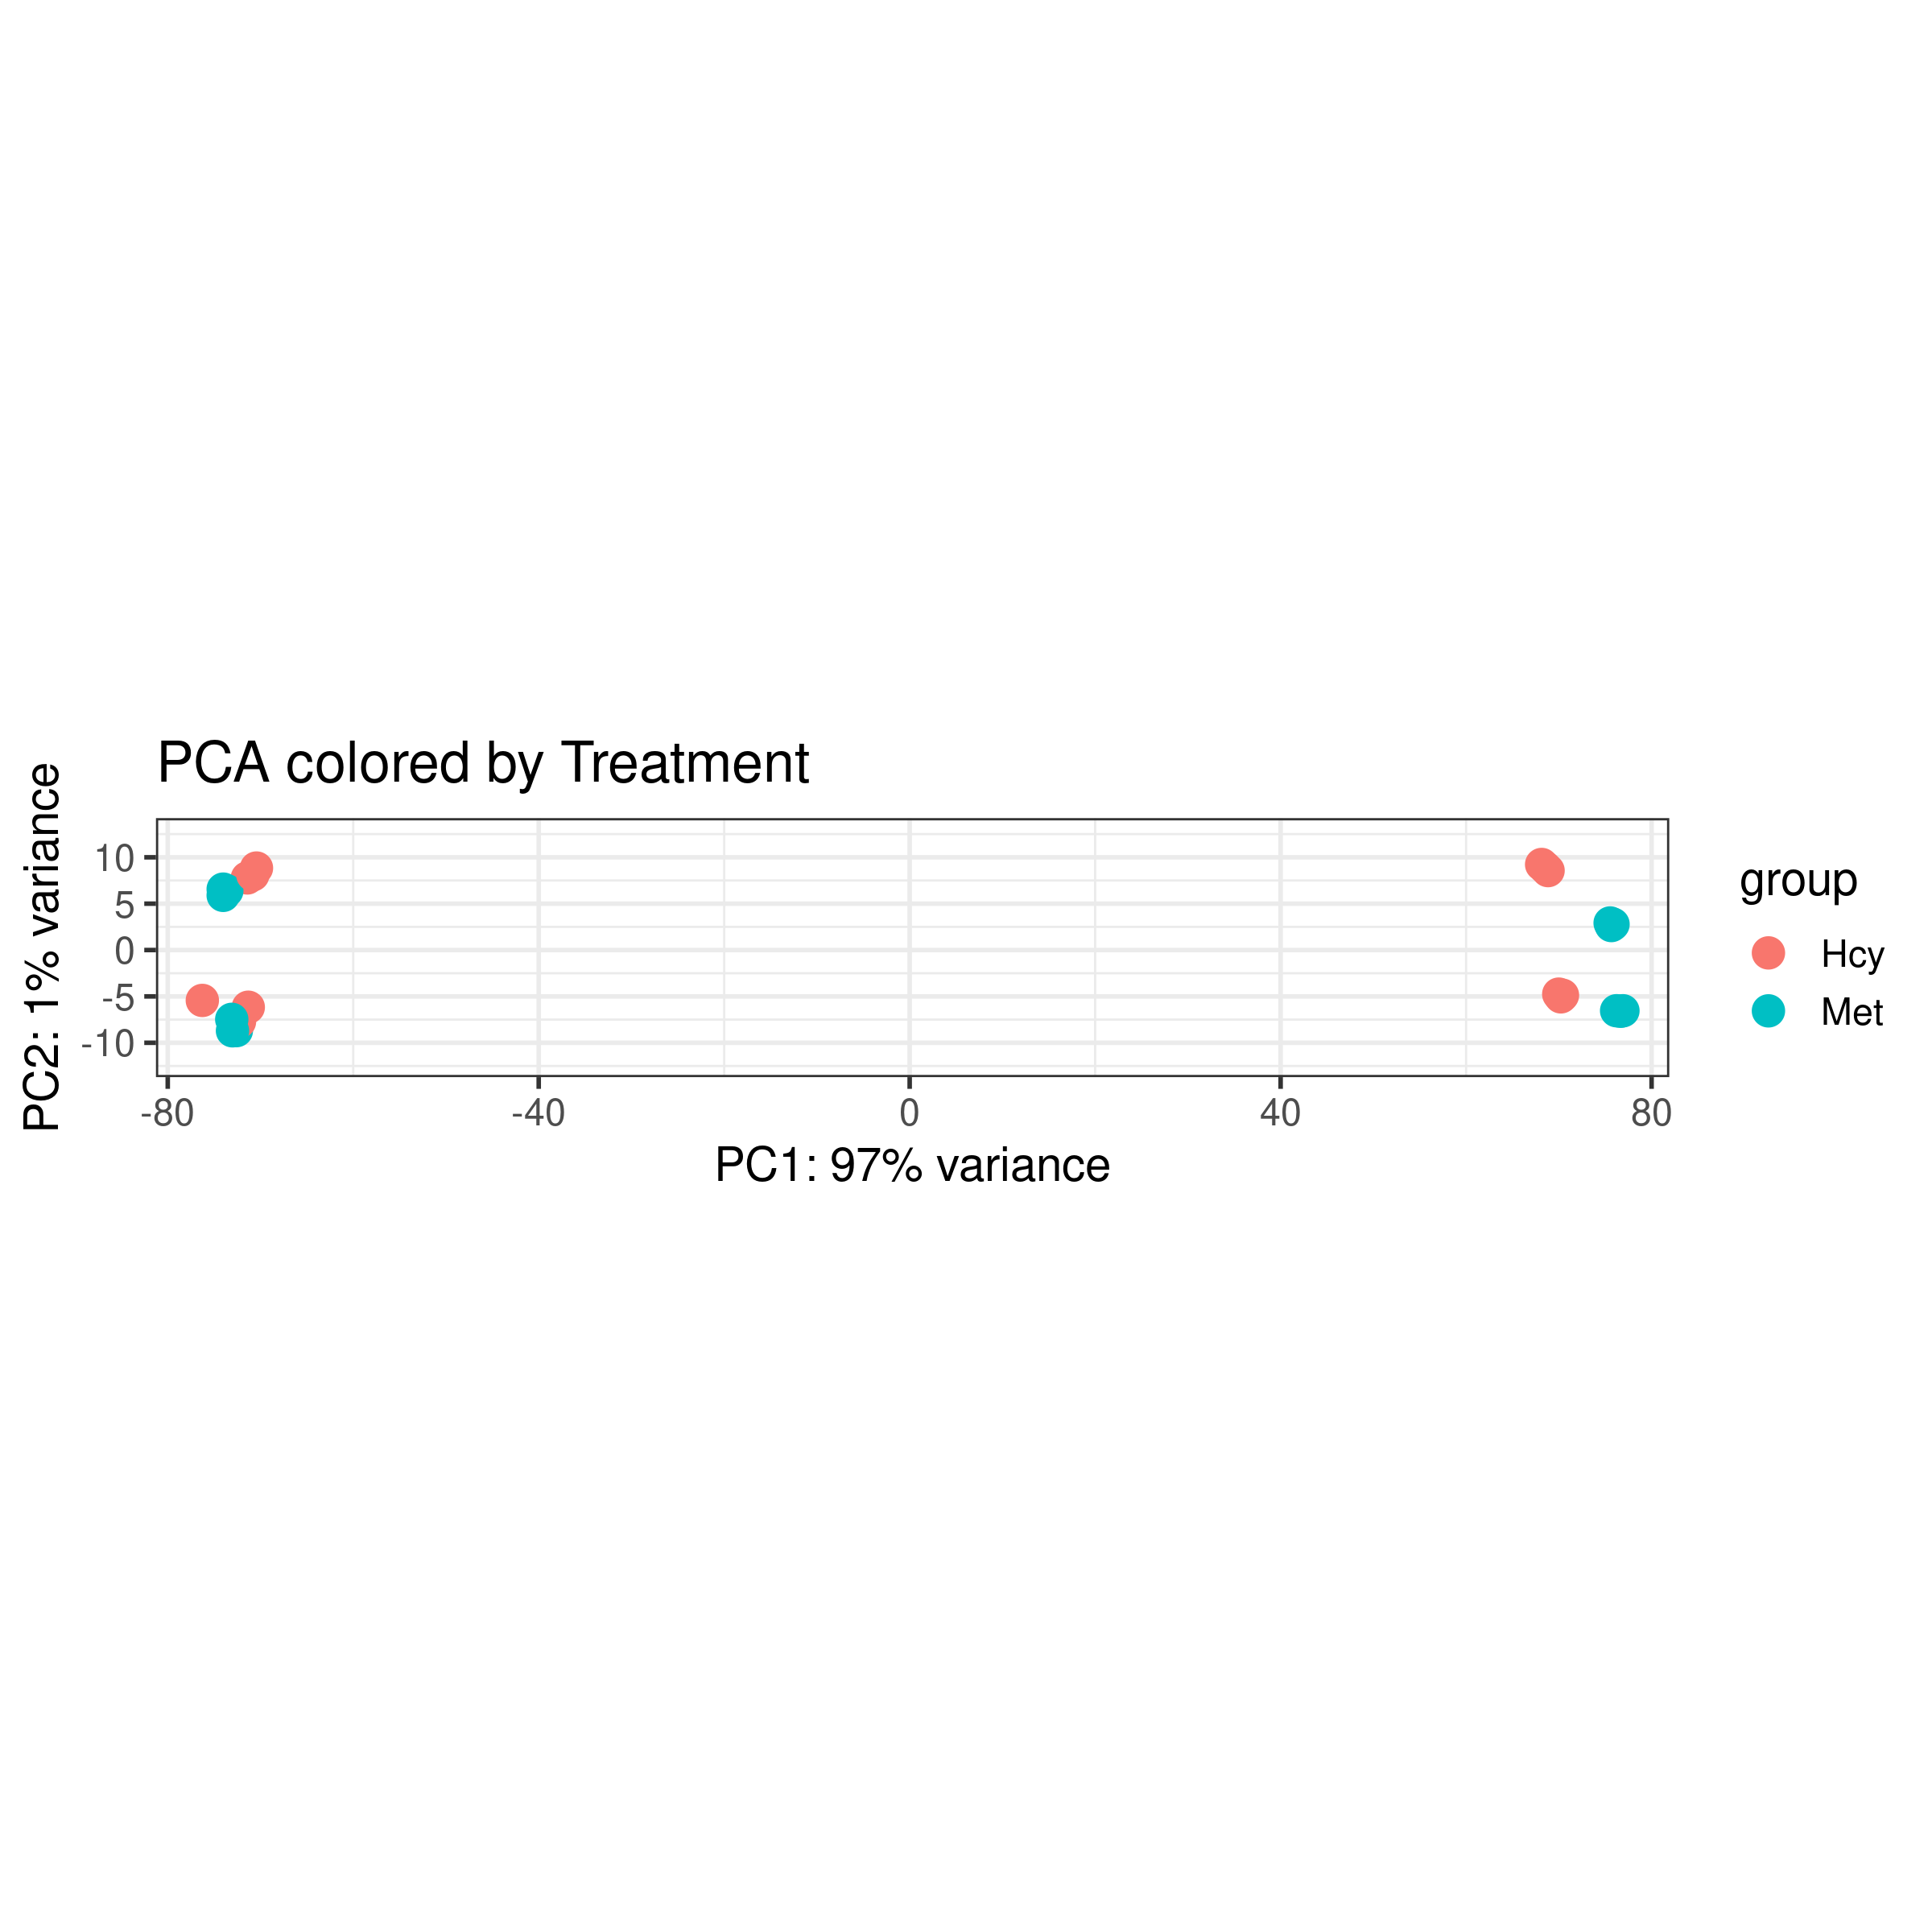 PCA colored by Treatment
PC2: 1% variance
10
5
0
-5
-10
-80
-40
0
40
80
PC1: 97% variance
group
Hcy
Met